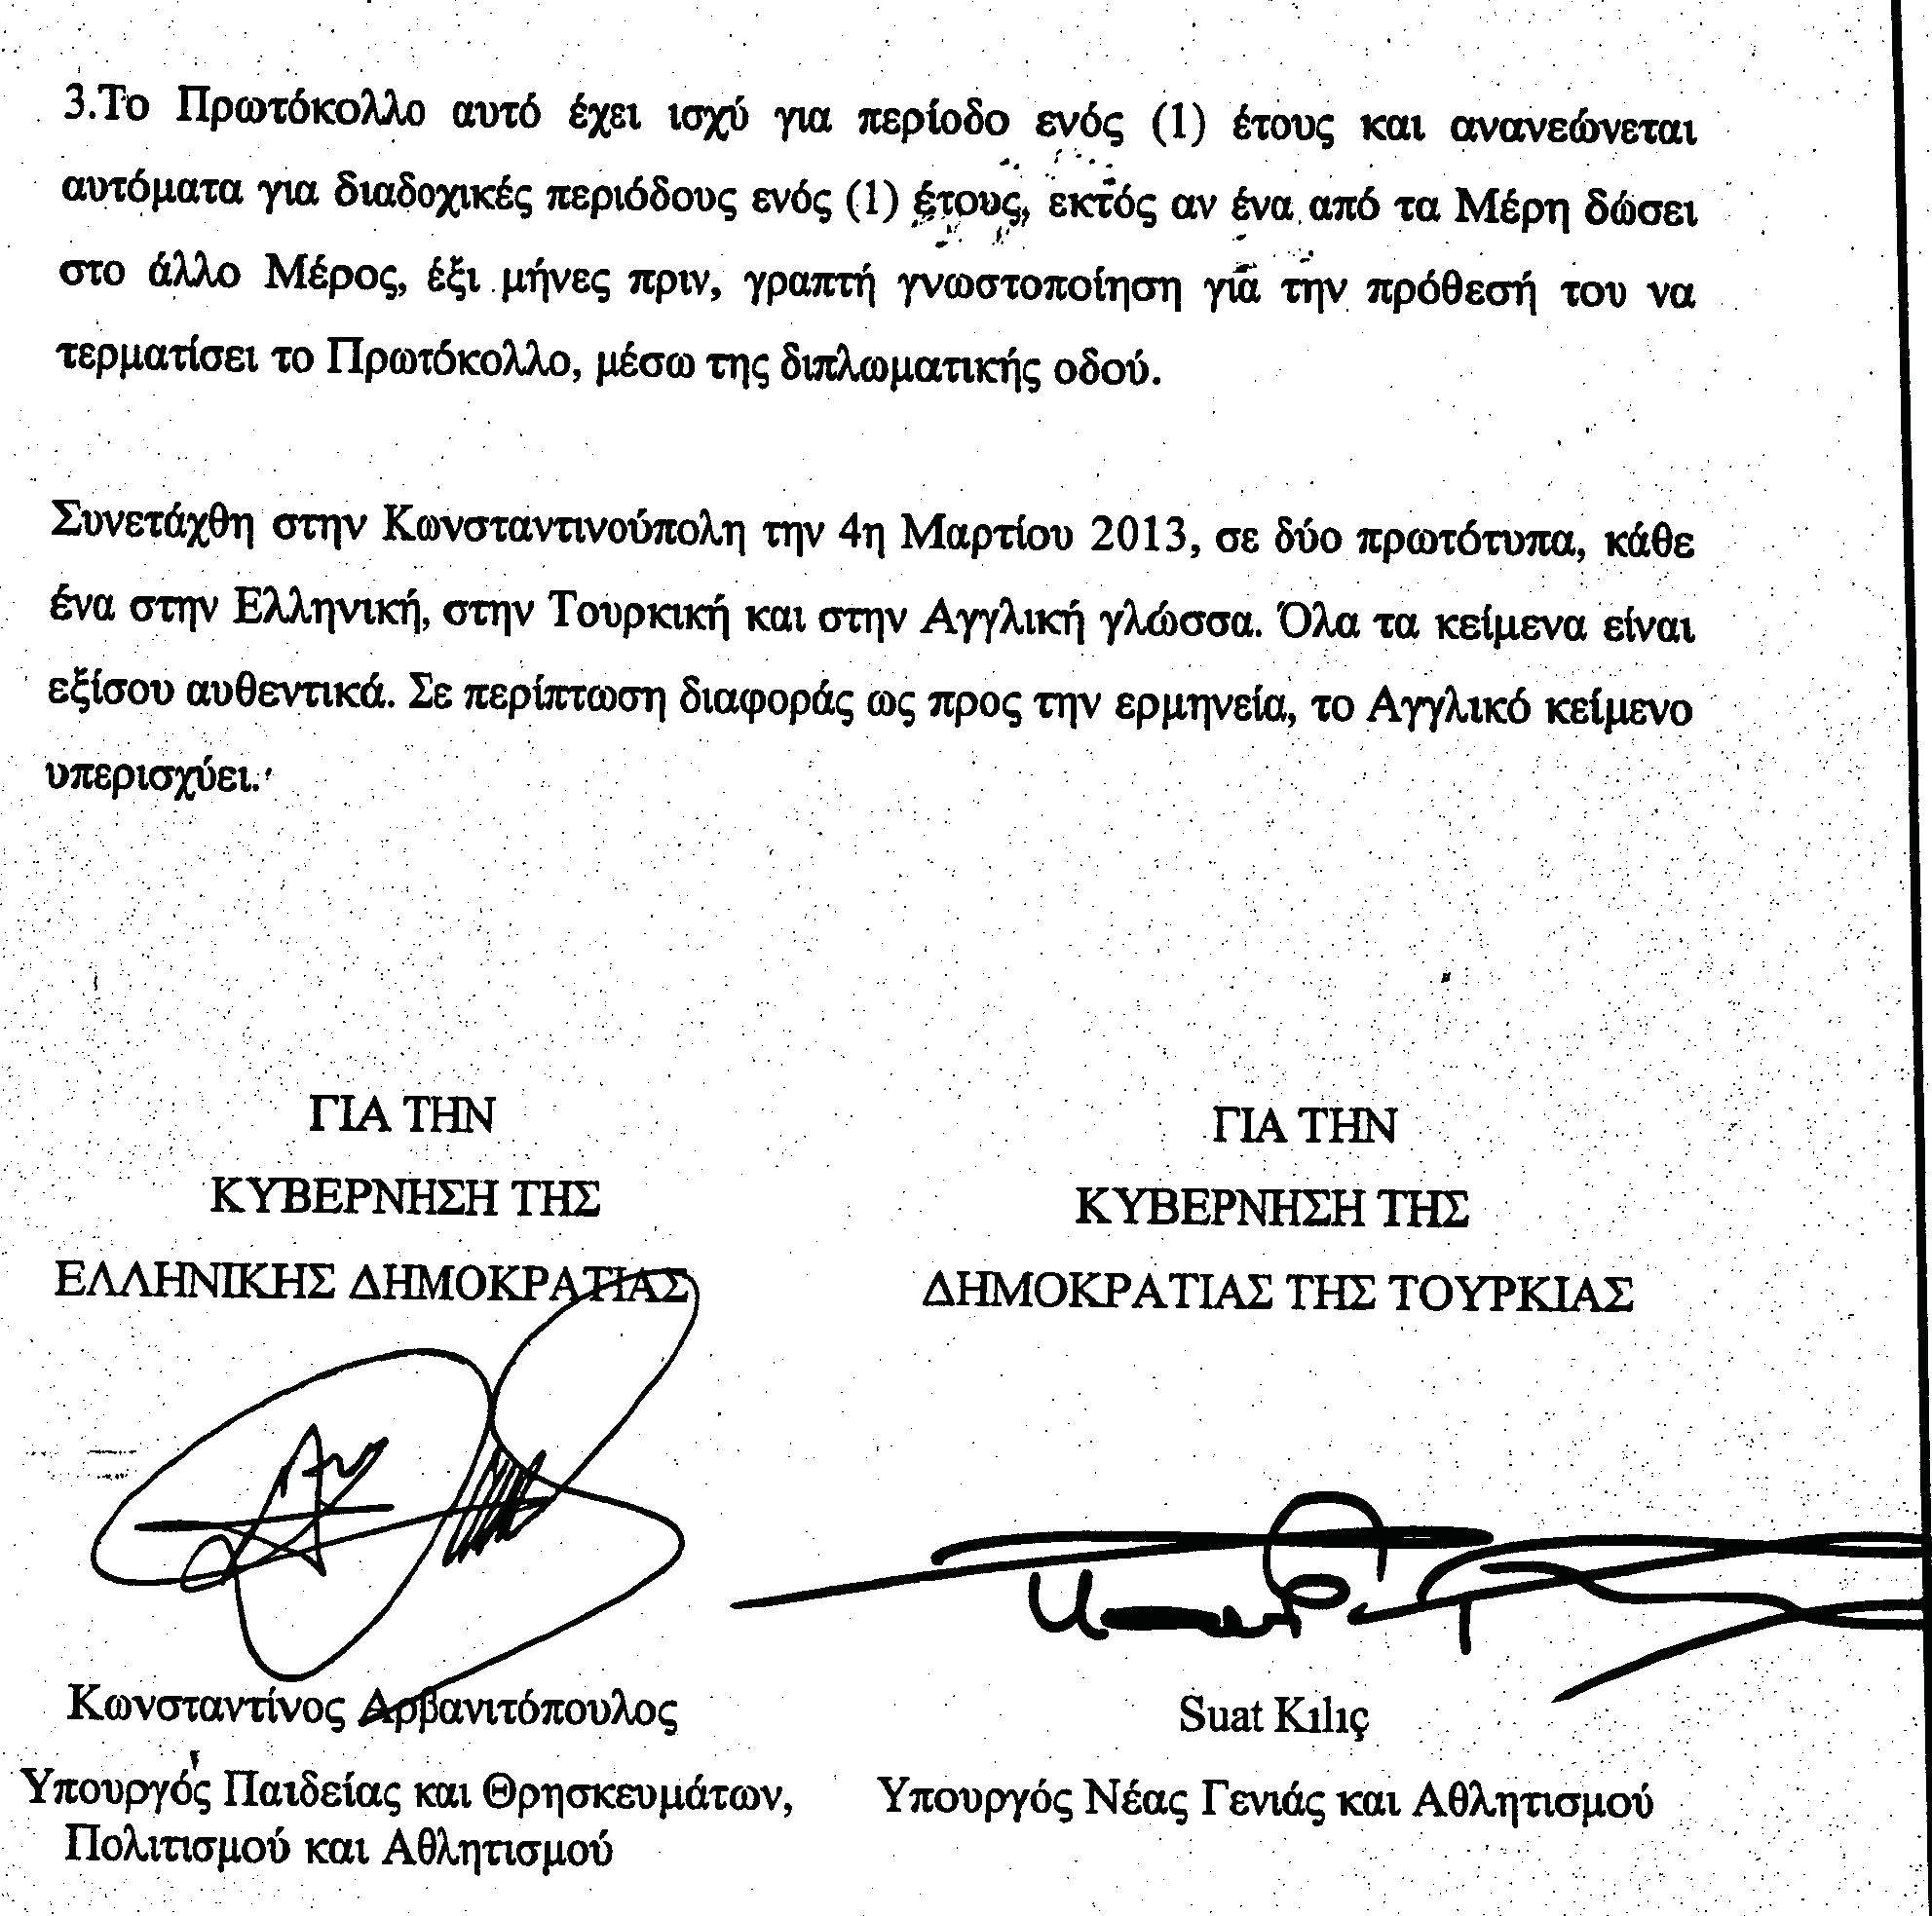 3.Το Πρωτόκολλο αυτό έχει ισχύ για περίοδο ενός (1) έτους και ανανεώνεται
αυτόματα για διαδοχικές περιόδους ενός (1) έτους, εκτός αν ένα από τα Μέρη δώσει
στο άλλο Μέρος, έξι μήνες πριν, γραπτή γνωστοποίηση για την πρόθεσή του να
τερματίσει το Πρωτόκολλο, μέσω της διπλωματικής οδού.
Συνετάχθη στην Κωνσταντινούπολη την 4η Μαρτίου 2013, σε δύο πρωτότυπα, κάθε
ένα στην Ελληνική, στην Τουρκική και στην Αγγλική γλώσσα. Όλα τα κείμενα είναι
εξίσου αυθεντικά. Σε περίπτωση διαφοράς ως προς την ερμηνεία, το Αγγλικό κείμενο
υπερισχύει.
ΓΙΑ ΤΗΝ
ΚΥΒΕΡΝΗΣΗ ΤΗΣ
ΕΛΛΗΝΙΚΗΣ ΔΗΜΟΚΡΑΤΙΑΣ
Κωνσταντίνος Αρβανιτόπουλος
Υπουργός Παιδείας και Θρησκευμάτων,
Πολιτισμού και Αθλητισμού
ΓΙΑ ΤΗΝ
ΚΥΒΕΡΝΗΣΗ ΤΗΣ
ΔΗΜΟΚΡΑΤΙΑΣ ΤΗΣ ΤΟΥΡΚΙΑΣ
Suat Kılıç
Υπουργός Νέας Γενιάς και Αθλητισμού